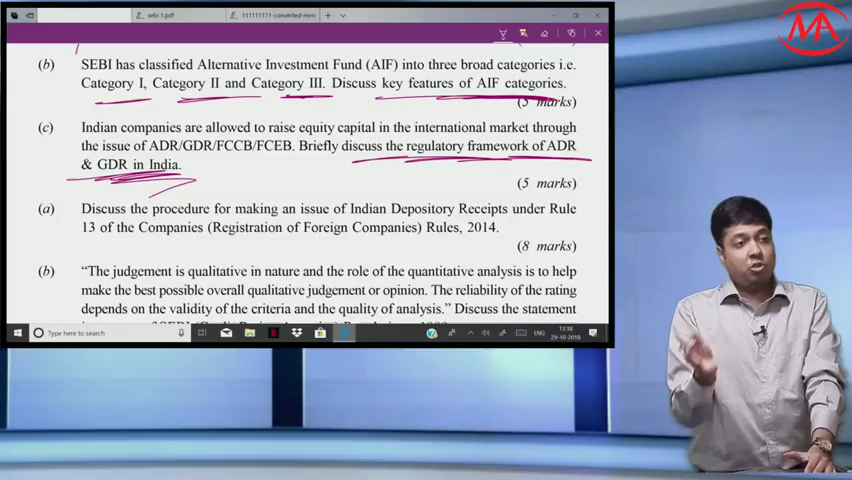 sebi 1.pdf
111111111-converted-mer
MA
(b) SEBI has classified Alternative Investment Fund (AIF) into three broad categories i.e.
Category I, Category II and Category III. Discuss key features of AIF categories.
(5 marks)
(c) Indian companies are allowed to raise equity capital in the international market through
the issue of ADR/GDR/FCCB/FCEB. Briefly discuss the regulatory framework of ADR
& GDR in India.
(5 marks)
(a) Discuss the procedure for making an issue of Indian Depository Receipts under Rule
13 of the Companies (Registration of Foreign Companies) Rules, 2014.
(8 marks)
(b) “The judgement is qualitative in nature and the role of the quantitative analysis is to help
make the best possible overall qualitative judgement or opinion. The reliability of the rating
depends on the validity of the criteria and the quality of analysis.” Discuss the statement
Type here to search
ENG
13:38
29-10-2018